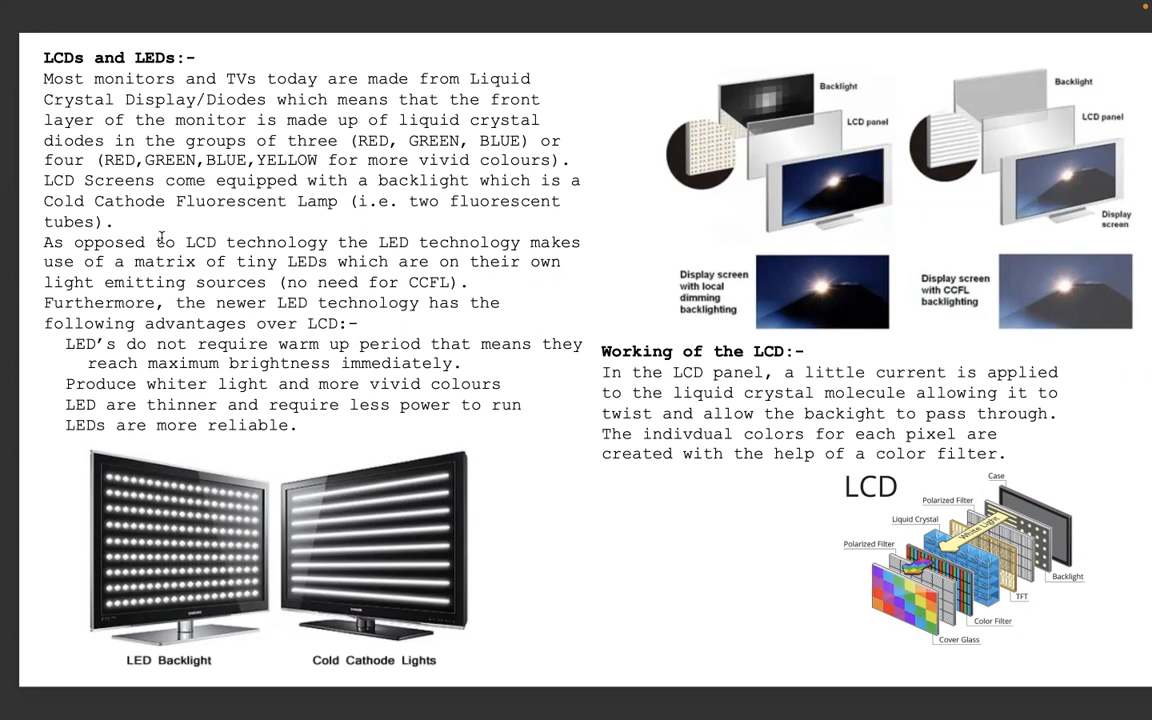 LCDs and LEDs:-
Most monitors and TVs today are made from Liquid
Crystal Display/Diodes which means that the front
layer of the monitor is made up of liquid crystal
diodes in the groups of three (RED, GREEN, BLUE) or
four (RED,GREEN,BLUE,YELLOW for more vivid colours).
LCD Screens come equipped with a backlight which is a
Cold Cathode Fluorescent Lamp (i.e. two fluorescent
tubes).
As opposed to LCD technology the LED technology makes
use of a matrix of tiny LEDs which are on their own
light emitting sources (no need for CCFL).
Furthermore, the newer LED technology has the
following advantages over LCD:-
LED’s do not require warm up period that means they
reach maximum brightness immediately.
Produce whiter light and more vivid colours
LED are thinner and require less power to run
LEDs are more reliable.
LED Backlight
Cold Cathode Lights
Backlight
LCD panel
Display screen
with local
dimming
backlighting
Backlight
LCD panel
Display
screen
Display screen
with CCFL
backlighting
Working of the LCD:-
In the LCD panel, a little current is applied
to the liquid crystal molecule allowing it to
twist and allow the backight to pass through.
The indivdual colors for each pixel are
created with the help of a color filter.
LCD
Case
Polarized Filter
Liquid Crystal
White Light
Polarized Filter
Backlight
TFT
Color Filter
Cover Glass